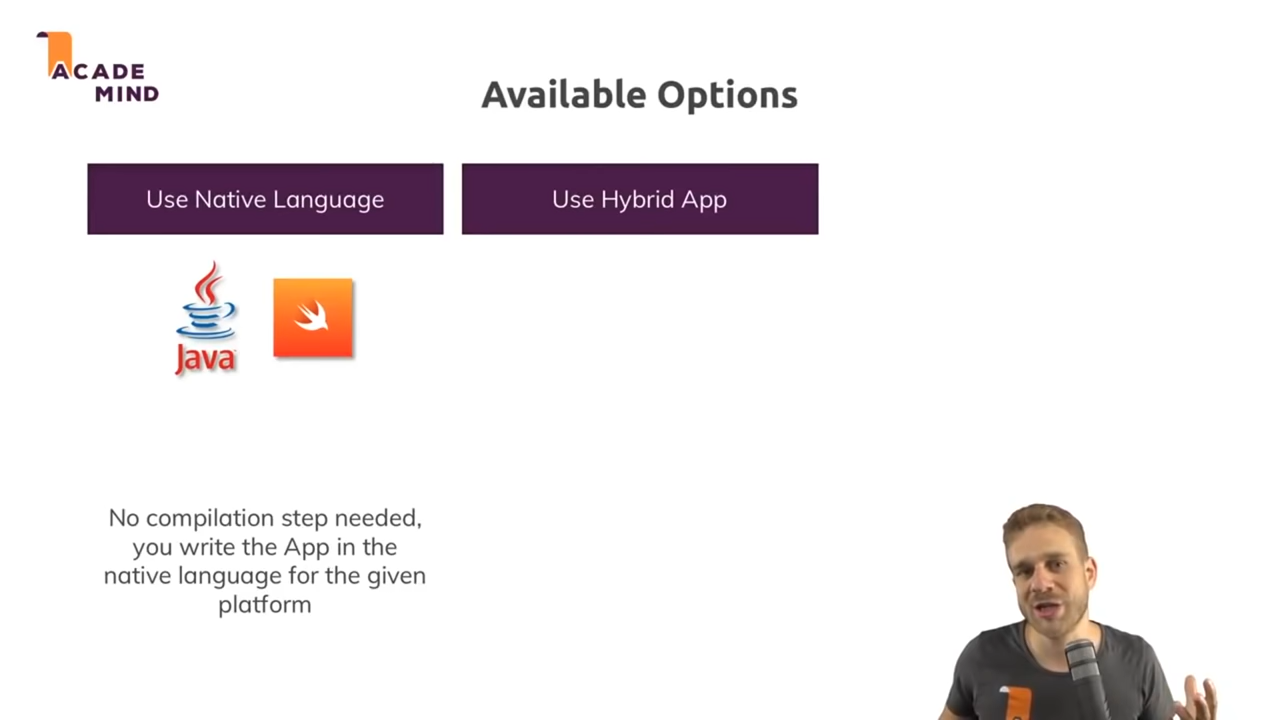 ACADE
MIND
Available Options
Use Native Language
Use Hybrid App
Java
No compilation step needed,
you write the App in the
native language for the given
platform